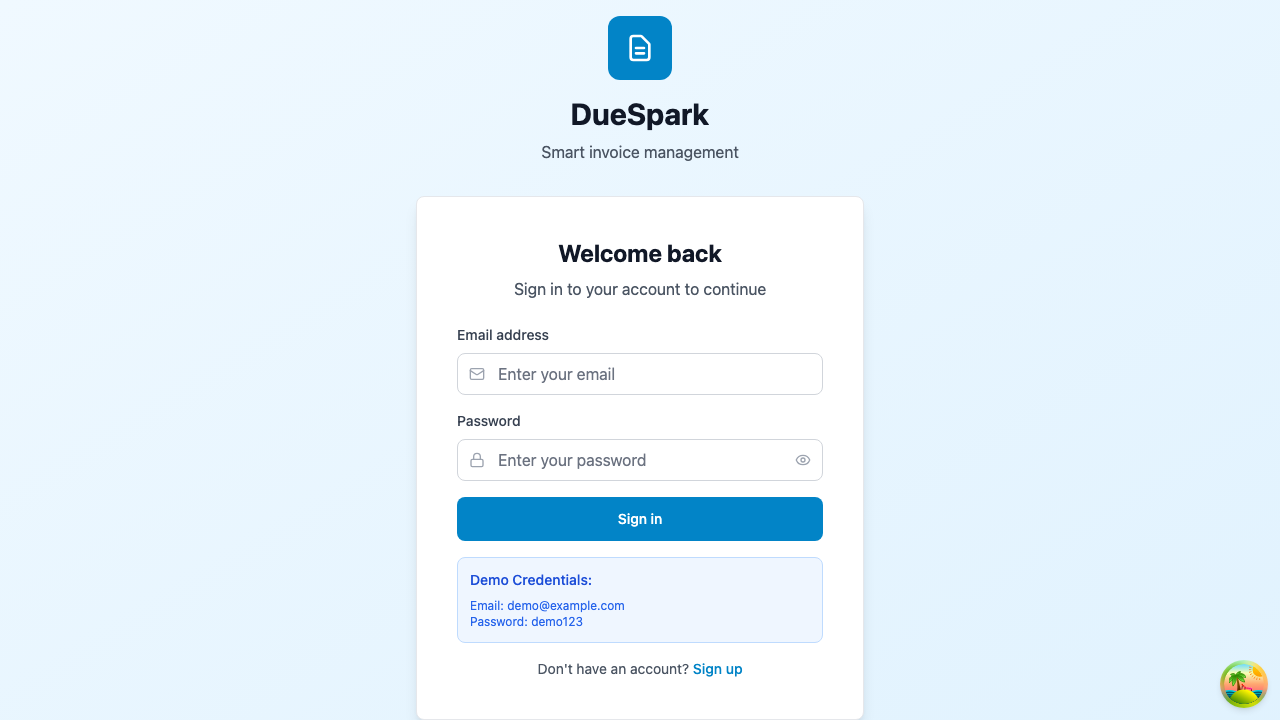 DueSpark
Smart invoice management
Welcome back
Sign in to your account to continue
Email address
Enter your email
Password
Enter your password
Sign in
Demo Credentials:
Email: demo@example.com
Password: demo123
Don't have an account? Sign up